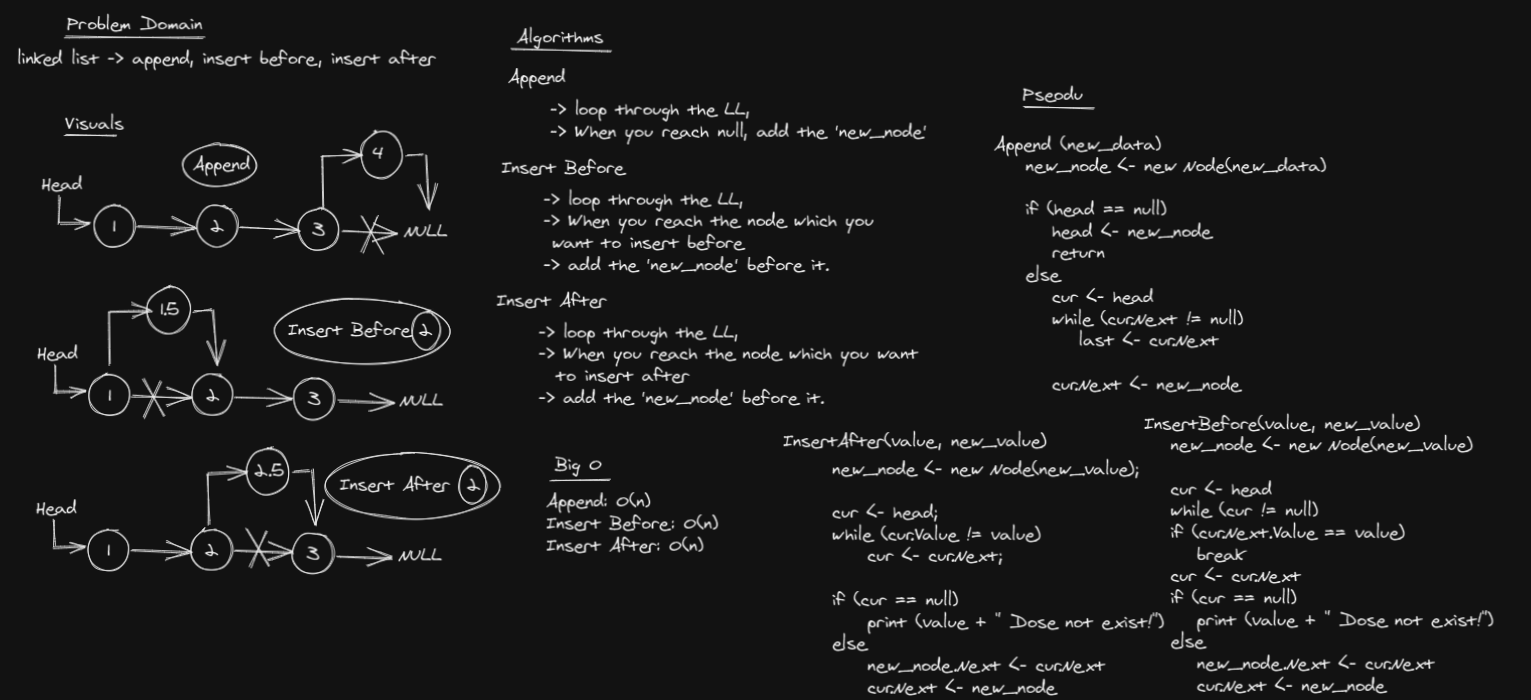 Problem Domain
linked list -> append, insert before, insert after
Visuals
Append
4
Head
1
2
3
NULL
1.5
Insert Before 2
Head
1
2
3
NULL
2.5
Insert After 2
Head
1
2
3
NULL
Algorithms
Append
-> loop through the LL,
-> When you reach null, add the 'new_node'
Insert Before
-> loop through the LL,
-> When you reach the node which you
want to insert before
-> add the 'new_node' before it.
Insert After
-> loop through the LL,
-> When you reach the node which you want
to insert after
-> add the 'new_node' before it.
Big O
Append: O(n)
Insert Before: O(n)
Insert After: O(n)
Pseodu
Append (new_data)
new_node <- new Node(new_data)
if (head == null)
head <- new_node
return
else
cur <- head
while (cur.Next != null)
last <- cur.Next
cur.Next <- new_node
InsertAfter(value, new_value)
new_node <- new Node(new_value);
cur <- head;
while (cur.Value != value)
cur <- cur.Next;
if (cur == null)
print (value + " Dose not exist!")
else
new_node.Next <- cur.Next
cur.Next <- new_node
InsertBefore(value, new_value)
new_node <- new Node(new_value)
cur <- head
while (cur != null)
if (cur.Next.Value == value)
break
cur <- cur.Next
if (cur == null)
print (value + " Dose not exist!")
else
new_node.Next <- cur.Next
cur.Next <- new_node